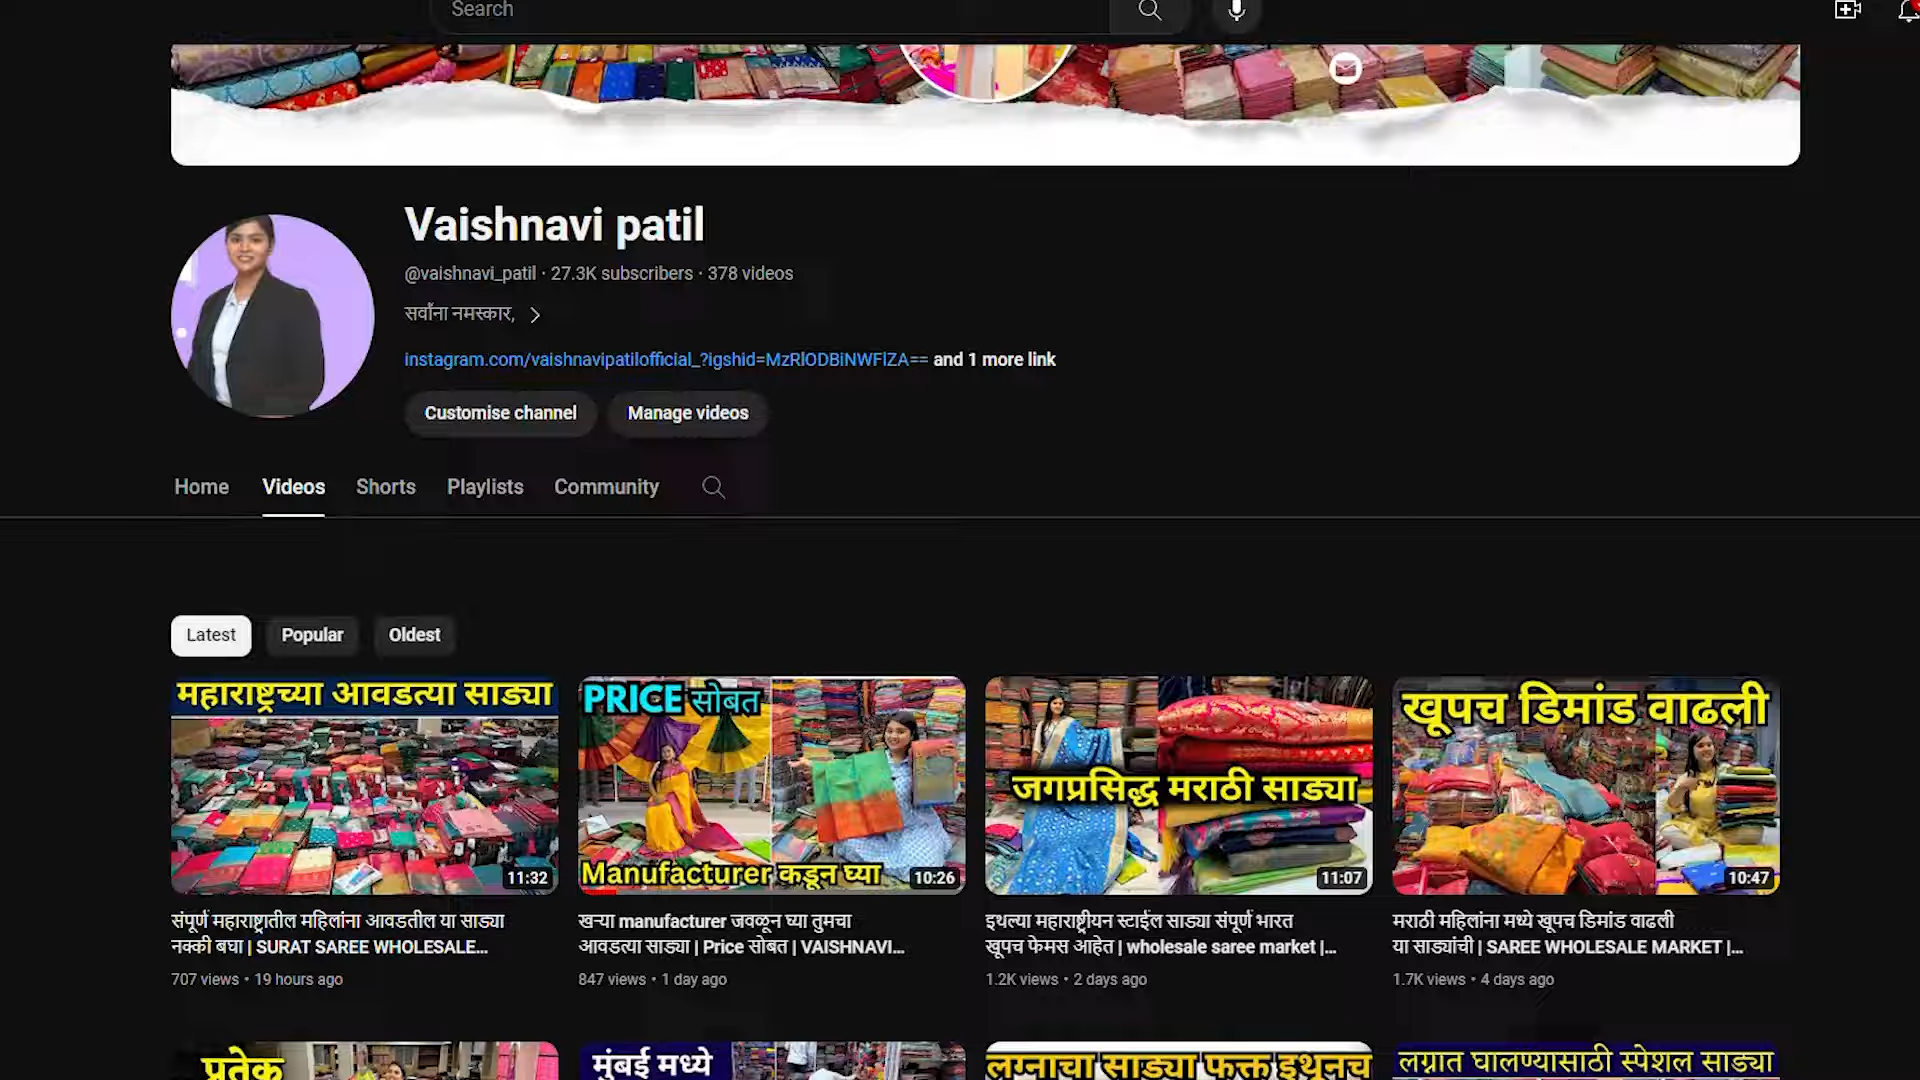 Search
Vaishnavi patil
@vaishnavi_patil · 27.3K subscribers · 378 videos
सर्वांना नमस्कार,
instagram.com/vaishnavipatilofficial_?igshid=MzRlODBiNWFlZA== and 1 more link
Customise channel
Manage videos
Home
Videos
Shorts
Playlists
Community
Latest
Popular
Oldest
महाराष्ट्रच्या आवडत्या साड्या
11:32
PRICE सोबत
Manufacturer कडून घ्या
10:26
जगप्रसिद्ध मराठी साड्या
11:07
खूपच डिमांड वाढली
10:47
संपूर्ण महाराष्ट्रातील महिलांना आवडतील या साड्या
नक्की बघा | SURAT SAREE WHOLESALE...
707 views • 19 hours ago
खऱ्या manufacturer जवळून घ्या तुमचा
आवडत्या साड्या | Price सोबत | VAISHNAVI...
847 views • 1 day ago
इथल्या महाराष्ट्रीयन स्टाईल साड्या संपूर्ण भारत
खूपच फेमस आहेत | wholesale saree market |...
1.2K views • 2 days ago
मराठी महिलांना मध्ये खूपच डिमांड वाढली
या साड्यांची | SAREE WHOLESALE MARKET |...
1.7K views • 4 days ago
प्रतेक
मुंबई मध्ये
लग्नाचा साड्या फक्त इथूनच
लग्नात घालण्यासाठी स्पेशल साड्या